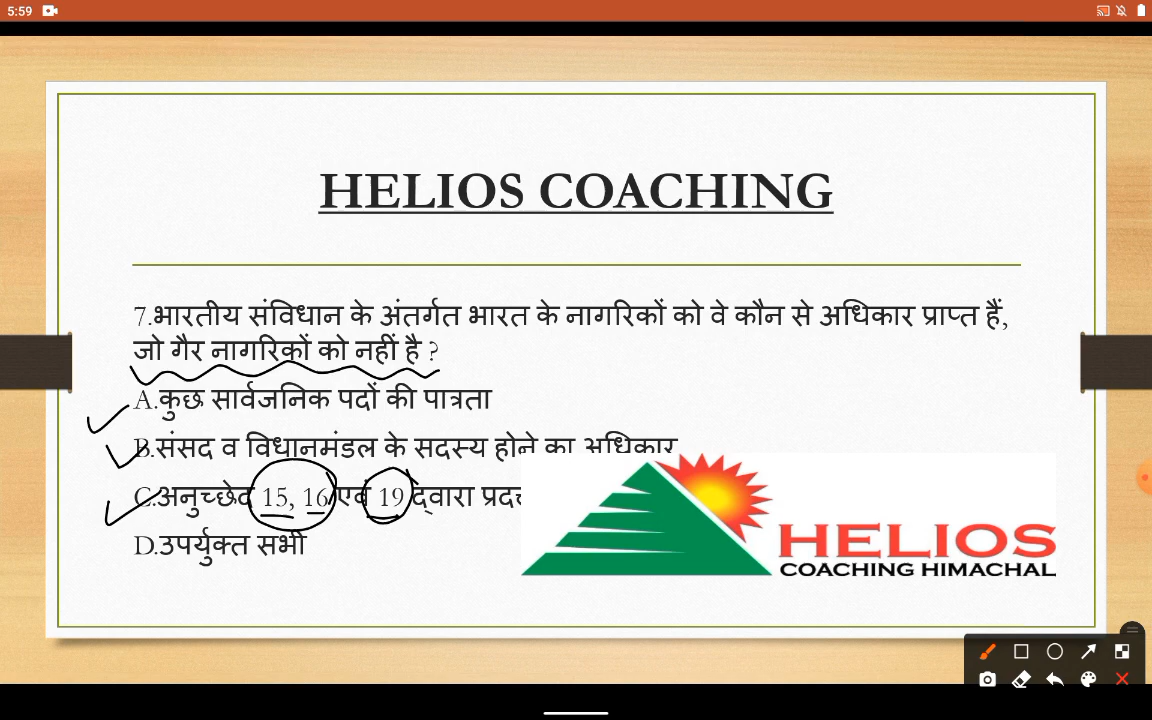 5:59
HELIOS COACHING
7.भारतीय संविधान के अंतर्गत भारत के नागरिकों को वे कौन से अधिकार प्राप्त हैं,
जो गैर नागरिकों को नहीं है ?
A.कुछ सार्वजनिक पदों की पात्रता
B.संसद व विधानमंडल के सदस्य होने का अधिकार
C.अनुच्छेद 15, 16 एवं 19 द्वारा
D.उपर्युक्त सभी
HELIOS
COACHING HIMACHAL